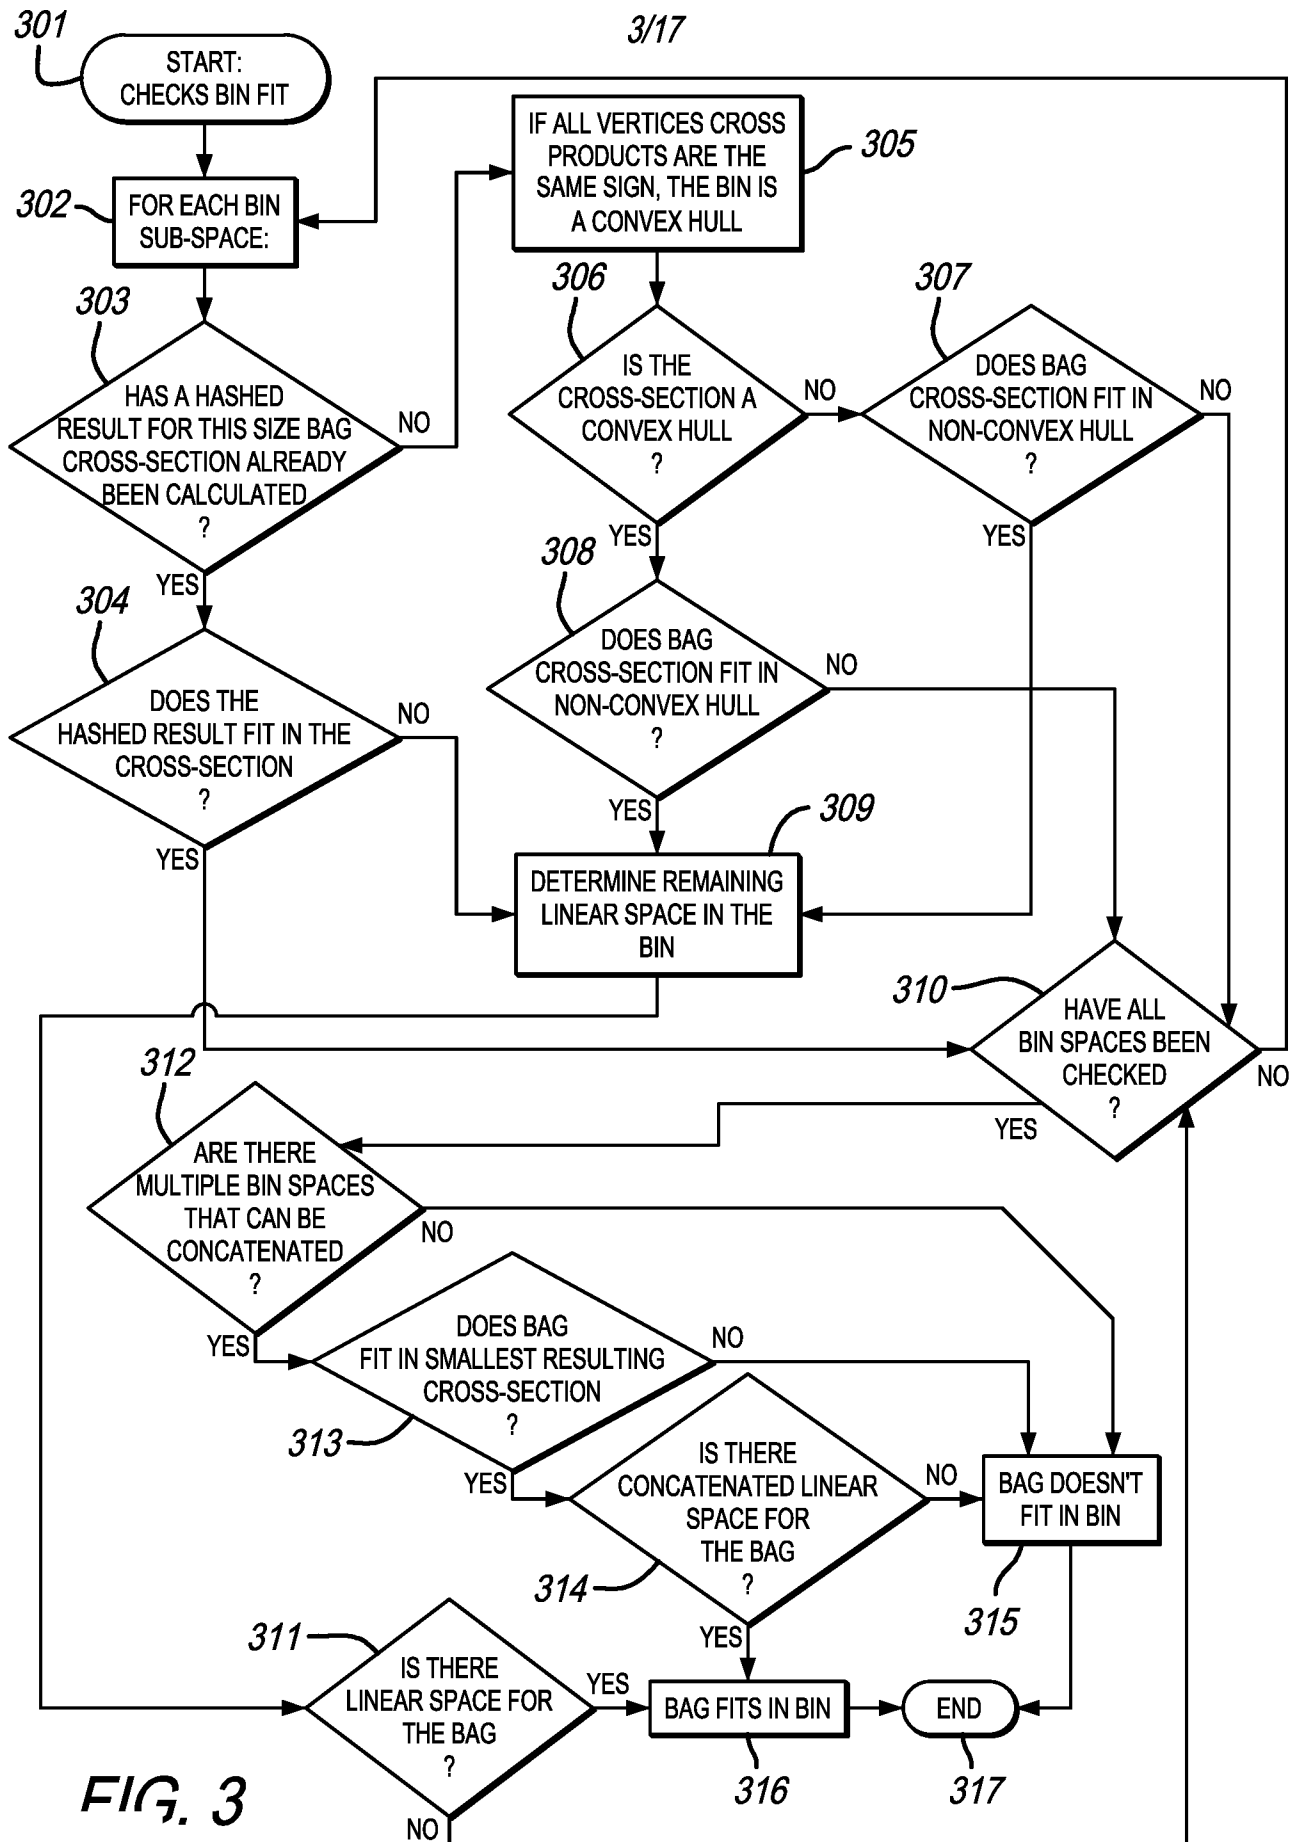 3/17
301
START:
CHECKS BIN FIT
302
FOR EACH BIN
SUB-SPACE:
303
HAS A HASHED
RESULT FOR THIS SIZE BAG
CROSS-SECTION ALREADY
BEEN CALCULATED
?
NO
YES
304
DOES THE
HASHED RESULT FIT IN THE
CROSS-SECTION
?
NO
YES
IF ALL VERTICES CROSS
PRODUCTS ARE THE
SAME SIGN, THE BIN IS
A CONVEX HULL
305
306
IS THE
CROSS-SECTION A
CONVEX HULL
?
NO
YES
307
DOES BAG
CROSS-SECTION FIT IN
NON-CONVEX HULL
?
NO
YES
308
DOES BAG
CROSS-SECTION FIT IN
NON-CONVEX HULL
?
NO
YES
309
DETERMINE REMAINING
LINEAR SPACE IN THE
BIN
310
HAVE ALL
BIN SPACES BEEN
CHECKED
?
NO
YES
312
ARE THERE
MULTIPLE BIN SPACES
THAT CAN BE
CONCATENATED
?
NO
YES
DOES BAG
FIT IN SMALLEST RESULTING
CROSS-SECTION
?
313
NO
YES
IS THERE
CONCATENATED LINEAR
SPACE FOR
THE BAG
?
314
NO
YES
BAG DOESN'T
FIT IN BIN
315
311
IS THERE
LINEAR SPACE FOR
THE BAG
?
YES
NO
BAG FITS IN BIN
316
END
317
FIG. 3